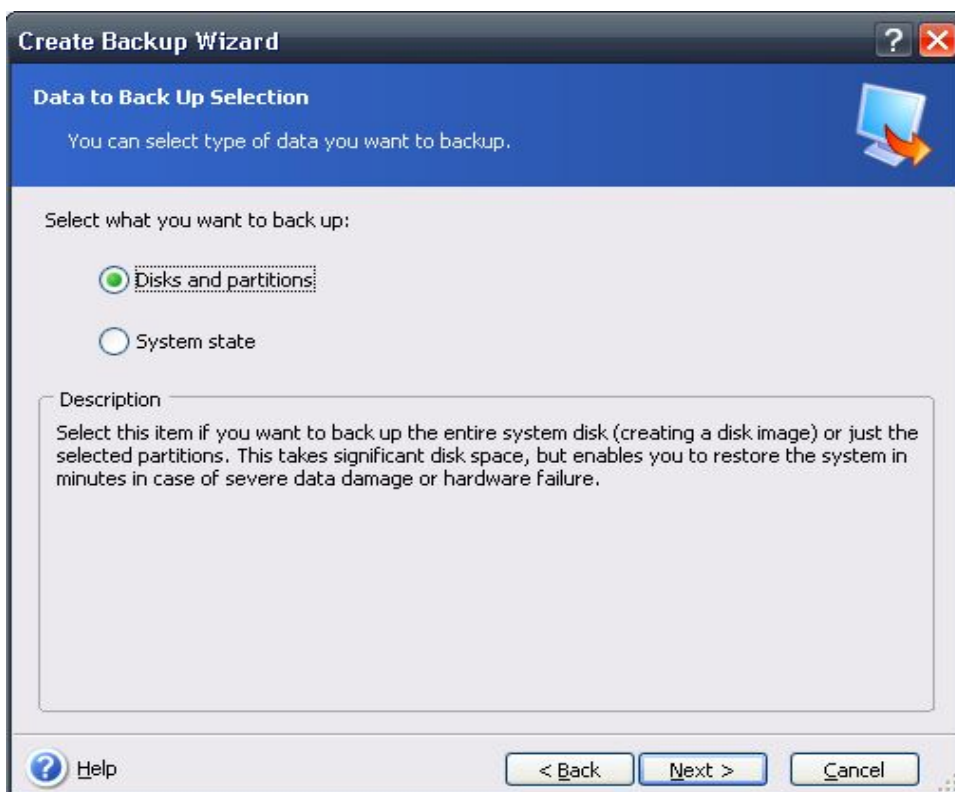 Create Backup Wizard
?
Data to Back Up Selection
You can select type of data you want to backup.
Select what you want to back up:
Disks and partitions
System state
Description
Select this item if you want to back up the entire system disk (creating a disk image) or just the
selected partitions. This takes significant disk space, but enables you to restore the system in
minutes in case of severe data damage or hardware failure.
? Help
< Back
Next >
Cancel